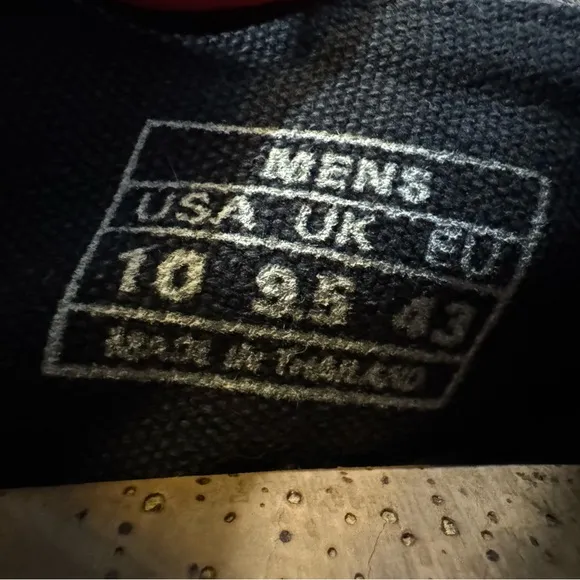 MENS
USA UK EU
10 9.5 43
MADE IN THAILAND